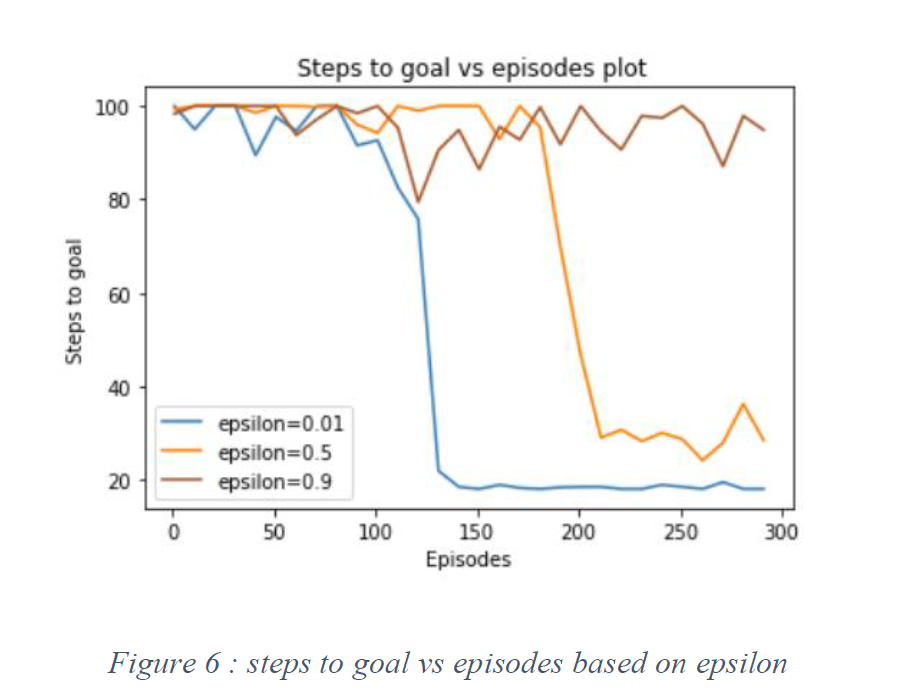 Steps to goal vs episodes plot
100
80
60
40
20
Steps to goal
epsilon=0.01
epsilon=0.5
epsilon=0.9
0 50 100 150 200 250 300
Episodes
Figure 6 : steps to goal vs episodes based on epsilon